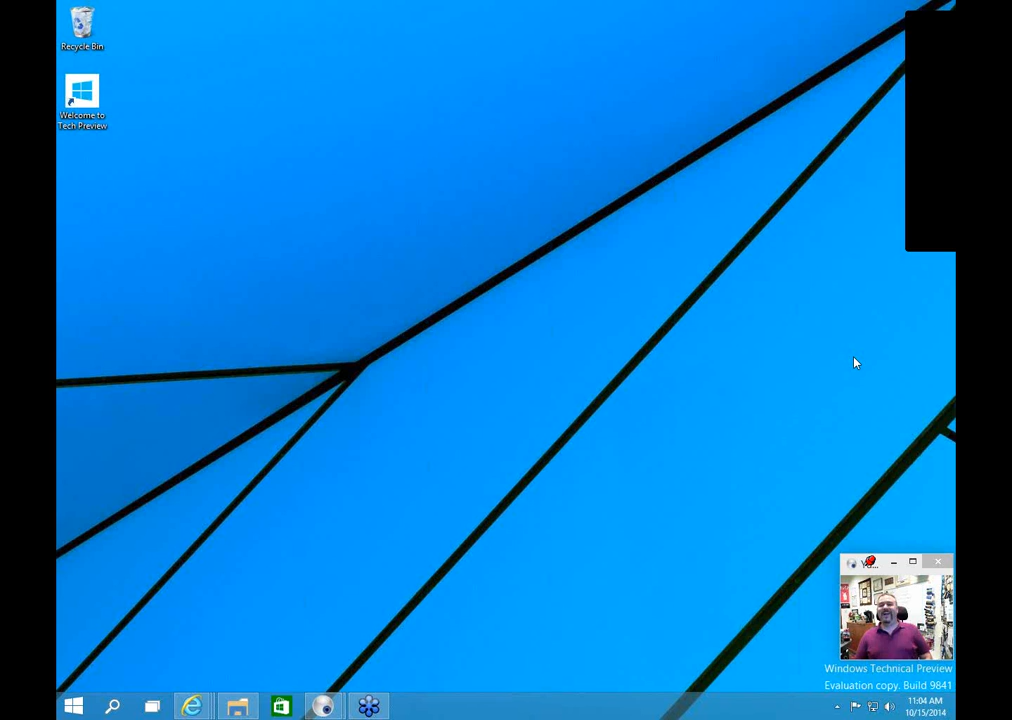 Recycle Bin
Welcome to
Tech Preview
Windows Technical Preview
Evaluation copy. Build 9841
11:04 AM
10/15/2014